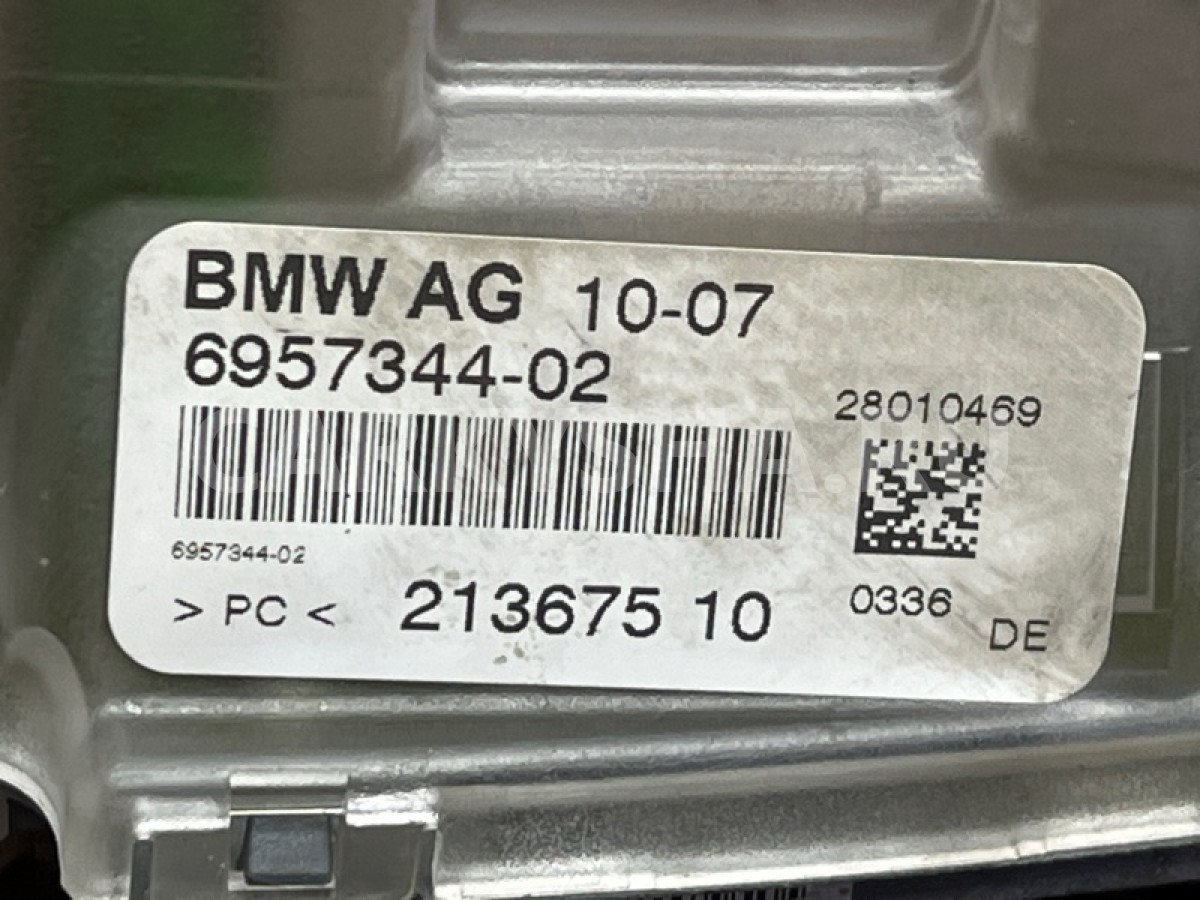 BMW AG 10-07
6957344-02
28010469
6957344-02
> PC < 213675 10
0336
DE